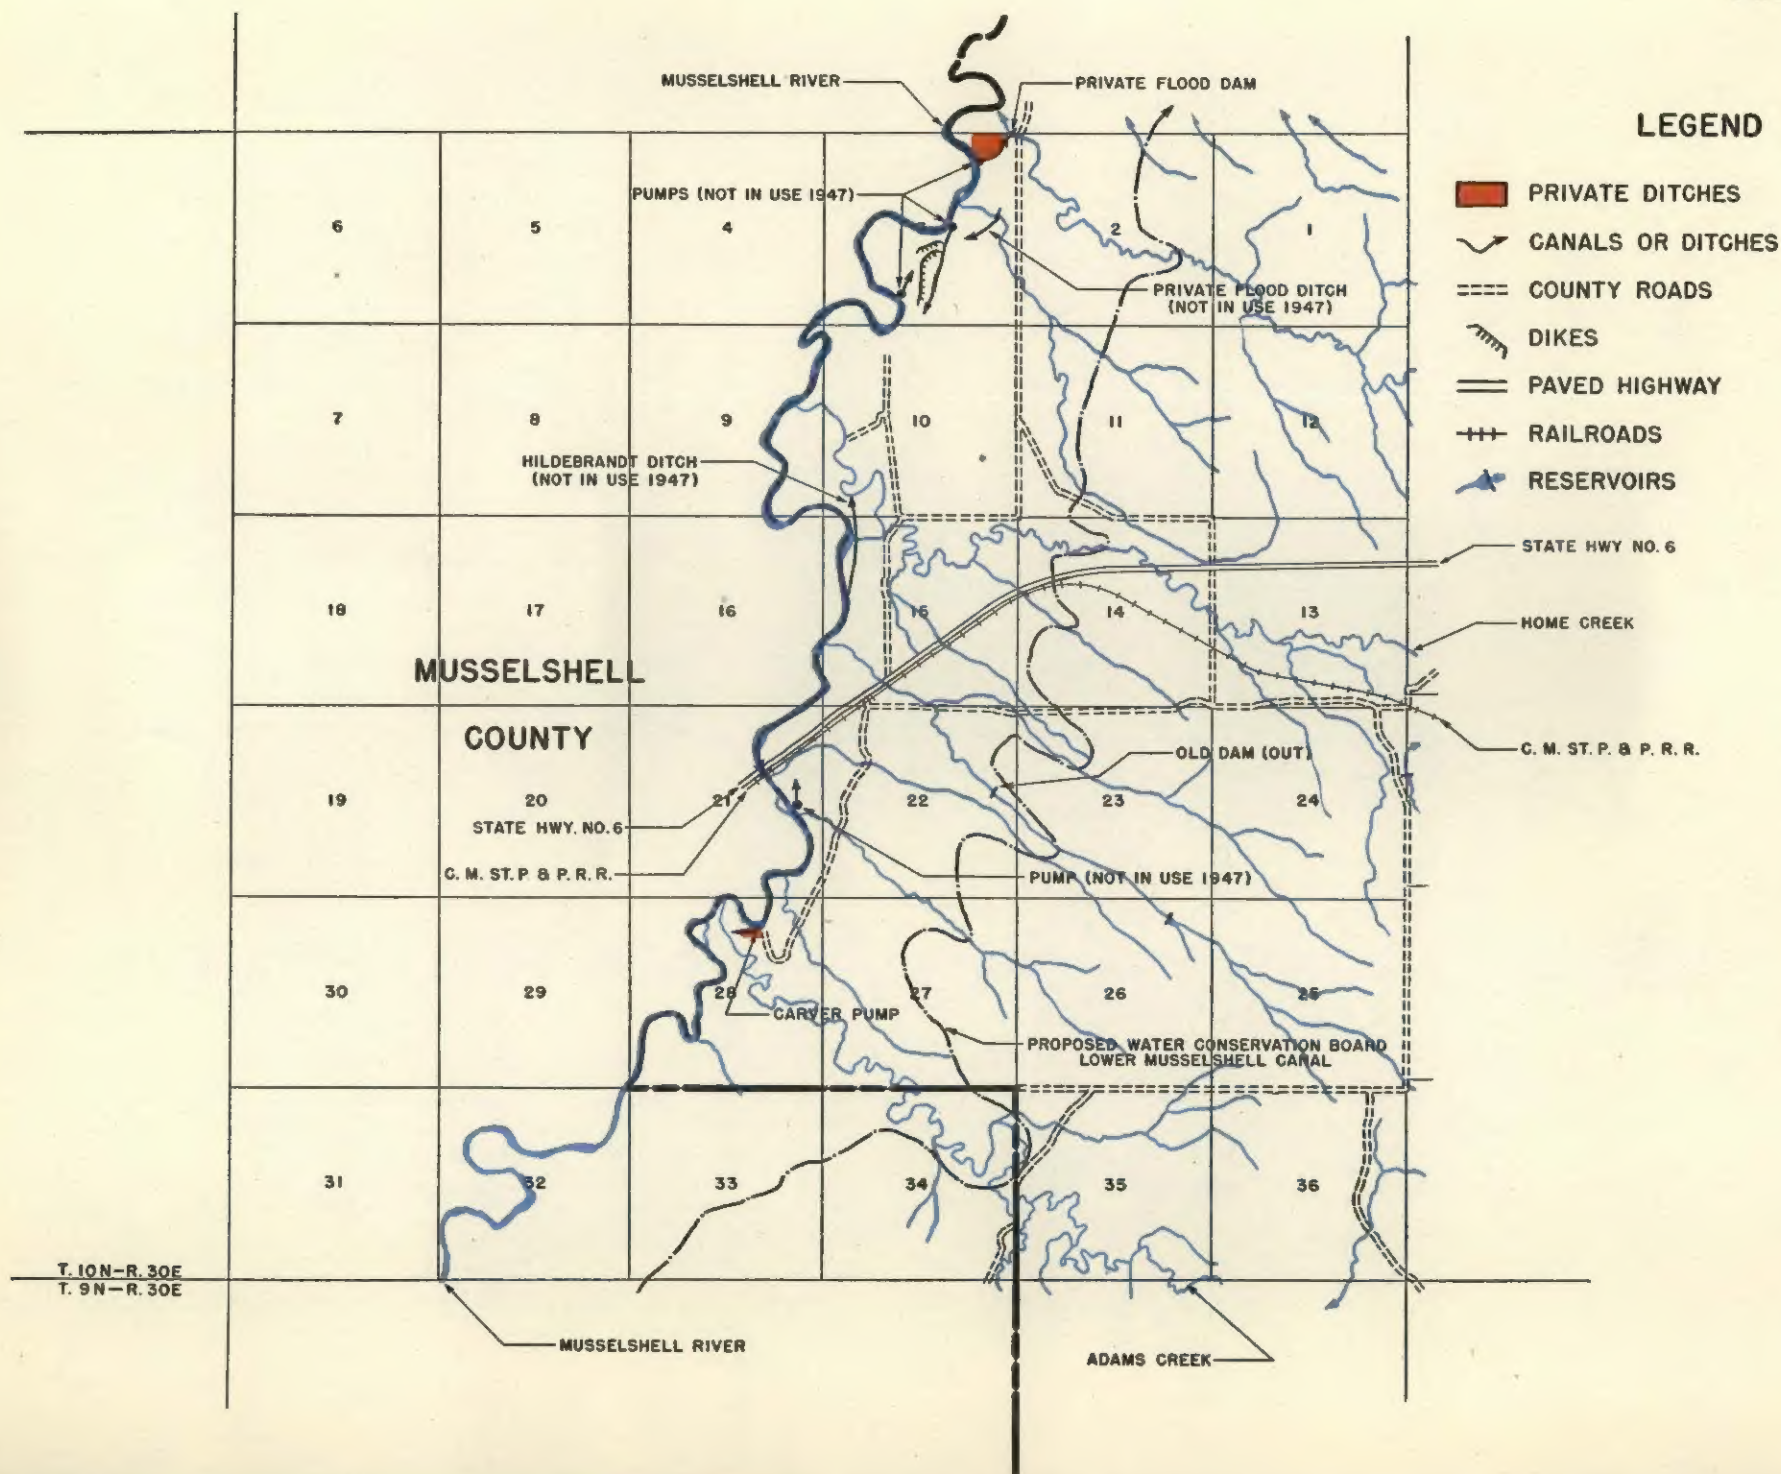 MUSSELSHELL RIVER
PRIVATE FLOOD DAM
LEGEND
PRIVATE DITCHES
CANALS OR DITCHES
COUNTY ROADS
DIKES
PAVED HIGHWAY
RAILROADS
RESERVOIRS
PUMPS (NOT IN USE 1947)
6
5
4
2
1
PRIVATE FLOOD DITCH
(NOT IN USE 1947)
7
8
9
10
11
12
HILDEBRANDT DITCH
(NOT IN USE 1947)
STATE HWY NO. 6
18
17
16
15
14
13
HOME CREEK
MUSSELSHELL
COUNTY
C. M. ST. P. & P. R. R.
OLD DAM (OUT)
19
20
21
22
23
24
STATE HWY. NO. 6
C. M. ST. P. & P. R. R.
PUMP (NOT IN USE 1947)
30
29
28
27
26
25
CARVER PUMP
PROPOSED WATER CONSERVATION BOARD
LOWER MUSSELSHELL CANAL
31
32
33
34
35
36
T. 10N-R. 30E
T. 9N-R. 30E
MUSSELSHELL RIVER
ADAMS CREEK